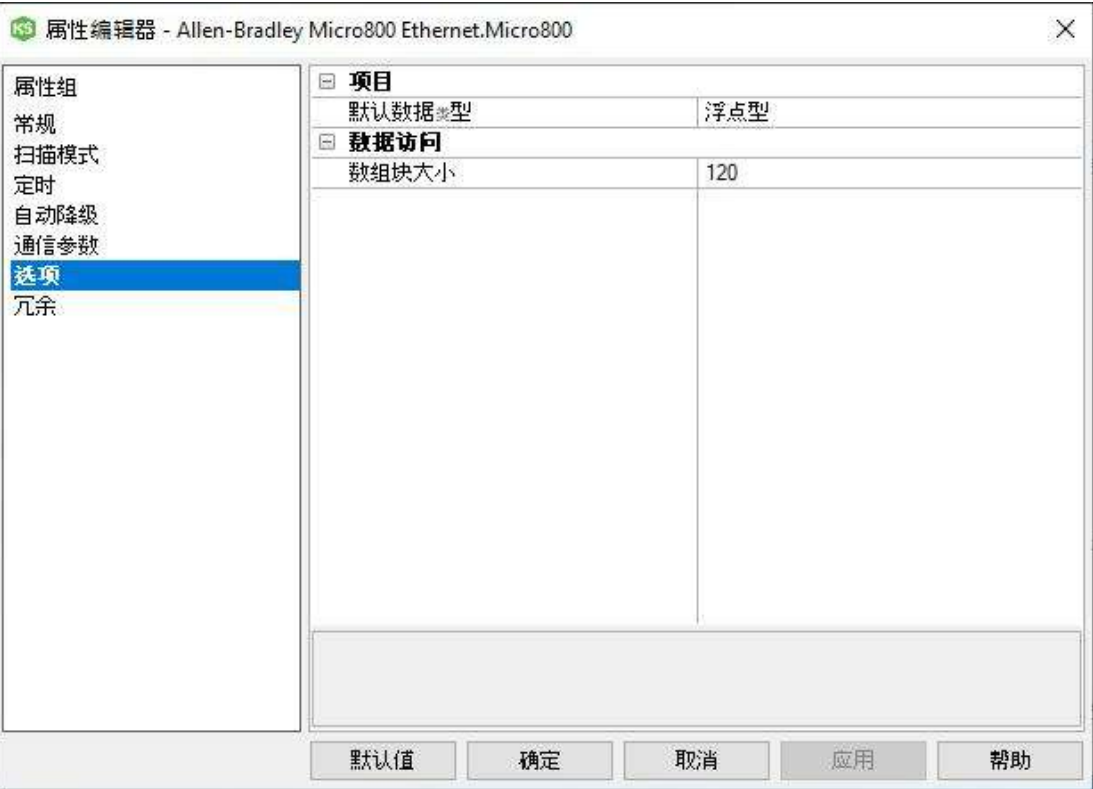 KS 属性编辑器 - Allen-Bradley Micro800 Ethernet.Micro800
属性组
常规
扫描模式
定时
自动降级
通信参数
选项
冗余
项目
默认数据类型 浮点型
数据访问
数组块大小 120
默认值 确定 取消 应用 帮助